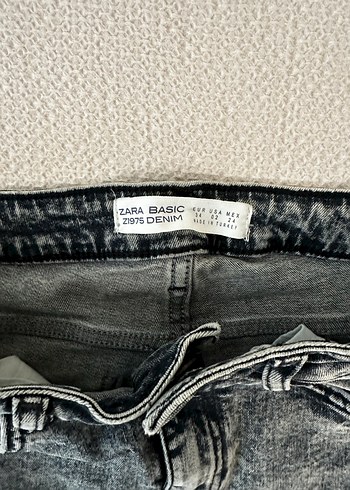 ZARA BASIC
Z1975 DENIM
EUR USA MEX
34 02 24
MADE IN TURKEY